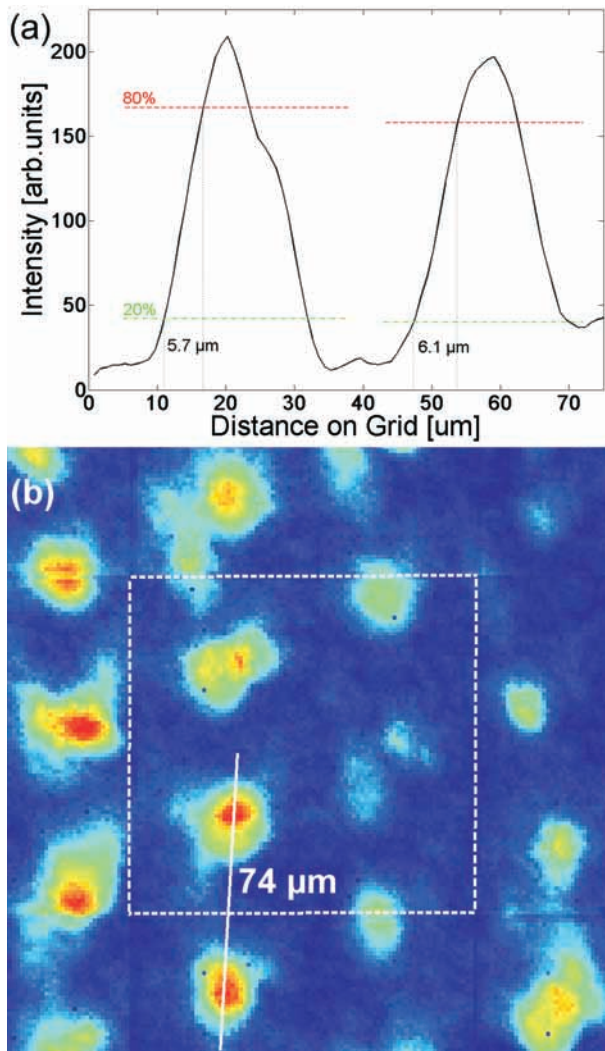 (a)
200
150
100
50
0
Intensity [arb.units]
80%
20%
5.7 µm
6.1 µm
0 10 20 30 40 50 60 70
Distance on Grid [um]
(b)
74 µm